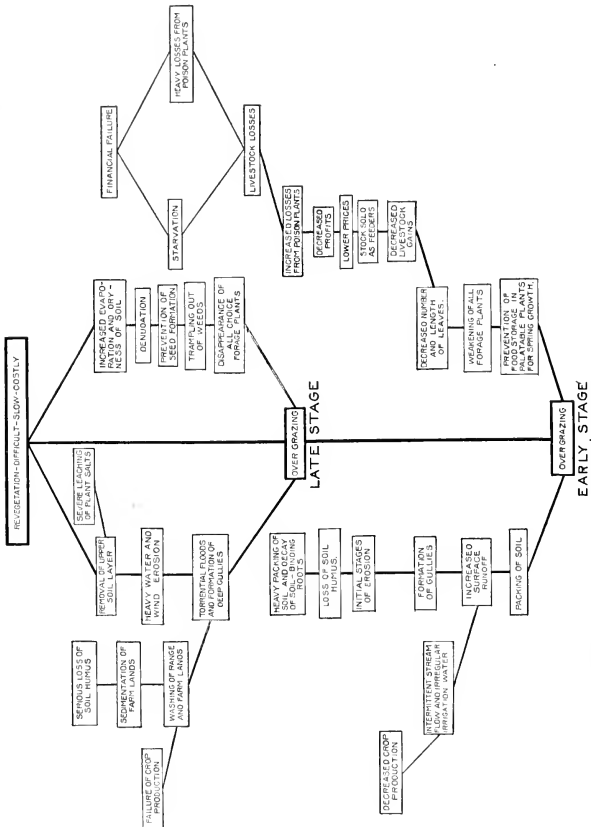 REVEGETATION-DIFFICULT-SLOW-COSTLY
SERIOUS LOSS OF
SOIL HUMUS
SEDIMENTATION OF
FARM LANDS
WASHING OF RANGE
AND FARM LANDS
FAILURE OF CROP
PRODUCTION
SEVERE LEACHING
OF PLANT SALTS
REMOVAL OF UPPER
SOIL LAYER
HEAVY WATER AND
WIND EROSION
TORRENTIAL FLOODS
AND FORMATION OF
DEEP GULLIES
INCREASED EVAPO-
RATION AND DRY-
NESS OF SOIL
DENUDATION
PREVENTION OF
SEED FORMATION
TRAMPLING OUT
OF WEEDS
DISAPPEARANCE OF
ALL CHOICE
FORAGE PLANTS
FINANCIAL FAILURE
STARVATION
HEAVY LOSSES FROM
POISON PLANTS
LIVESTOCK LOSSES
OVER GRAZING
LATE STAGE
HEAVY PACKING OF
SOIL AND DECAY
OF SOIL-BINDING
ROOTS
LOSS OF SOIL
HUMUS.
INITIAL STAGES
OF EROSION
FORMATION
OF GULLIES
INCREASED
SURFACE
RUNOFF
PACKING OF SOIL
INTERMITTENT STREAM
FLOW AND IRREGULAR
IRRIGATION WATER
DECREASED CROP
PRODUCTION
INCREASED LOSSES
FROM POISON PLANTS
DECREASED
PROFITS
LOWER PRICES
STOCK SOLD
AS FEEDERS
DECREASED
LIVESTOCK
GAINS
DECREASED NUMBER
AND LENGTH
OF LEAVES.
WEAKENING OF ALL
FORAGE PLANTS
PREVENTION OF
FOOD STORAGE IN
PALATABLE PLANTS
FOR SPRING GROWTH.
OVER GRAZING
EARLY STAGE